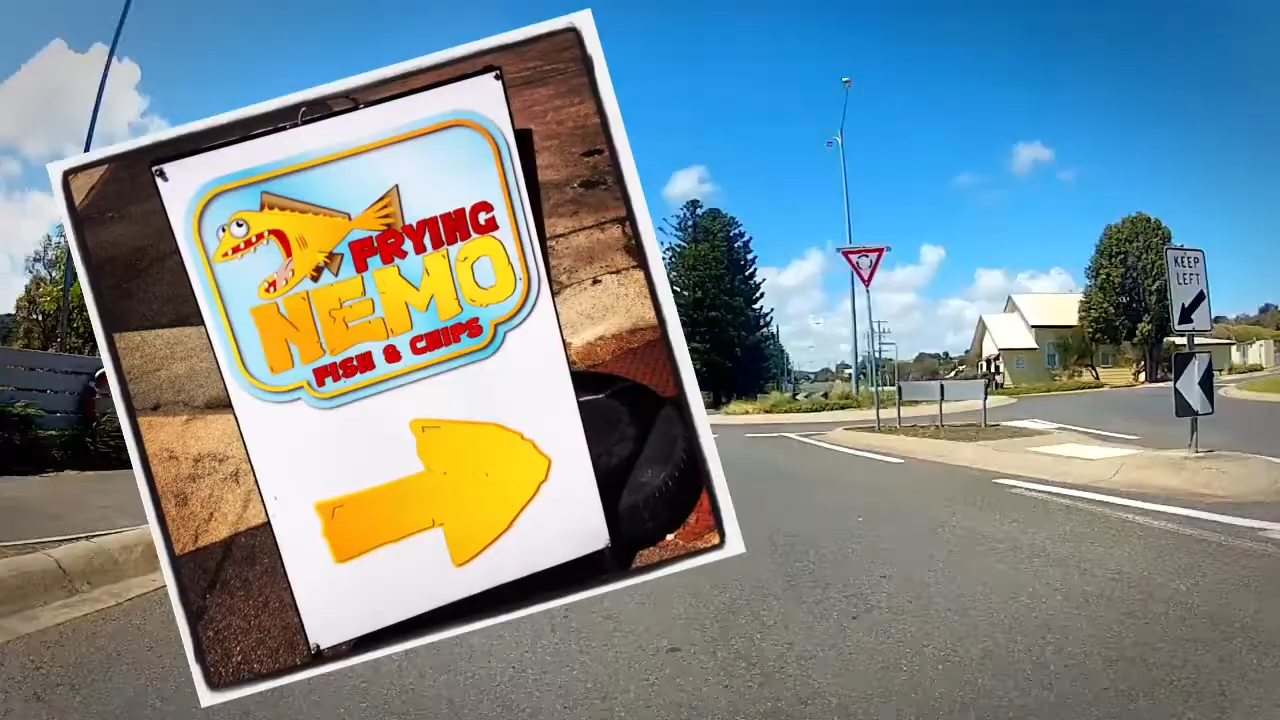 FRYING
NEMO
FISH & CHIPS
KEEP
LEFT